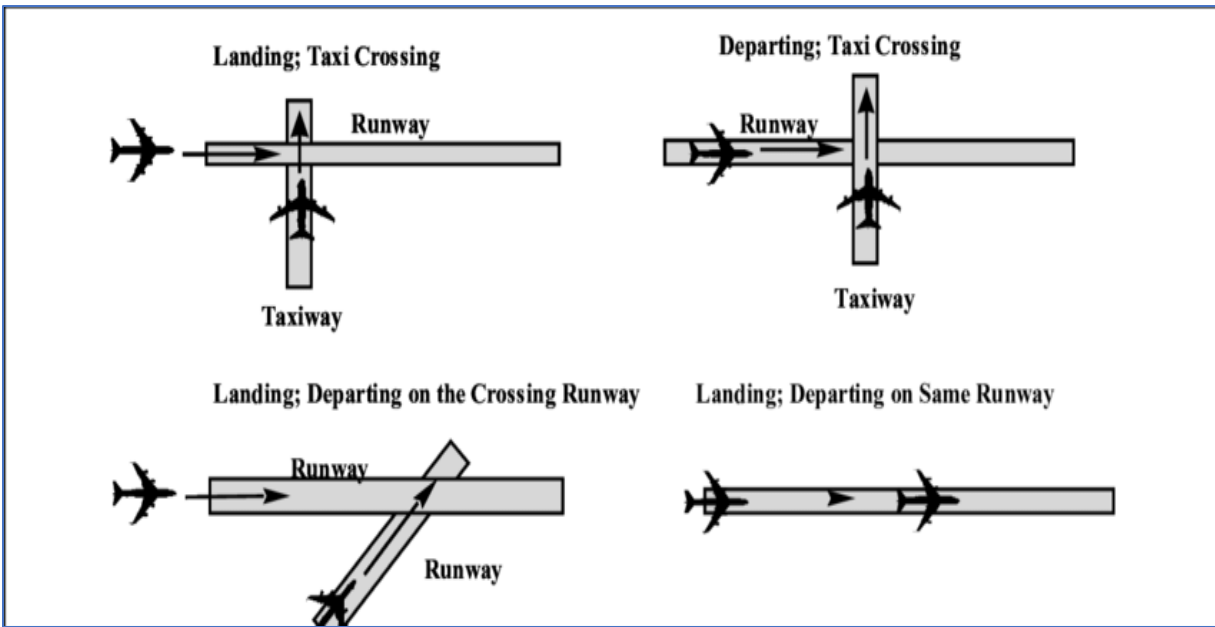 Landing; Taxi Crossing
Runway
Taxiway
Departing; Taxi Crossing
Runway
Taxiway
Landing; Departing on the Crossing Runway
Runway
Runway
Landing; Departing on Same Runway